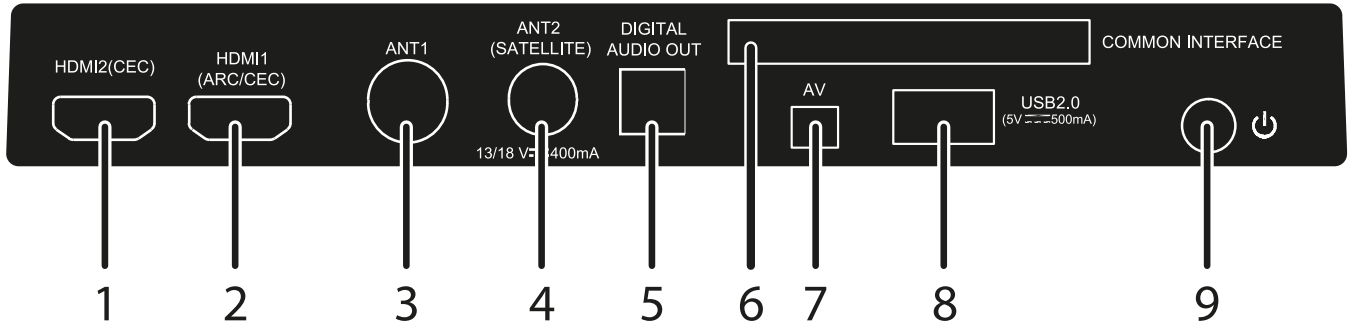 HDMI2(CEC)
HDMI1
(ARC/CEC)
ANT1
ANT2
(SATELLITE)
13/18 V⎓400mA
DIGITAL
AUDIO OUT
COMMON INTERFACE
AV
USB2.0
(5V⎓500mA)
1 2 3 4 5 6 7 8 9